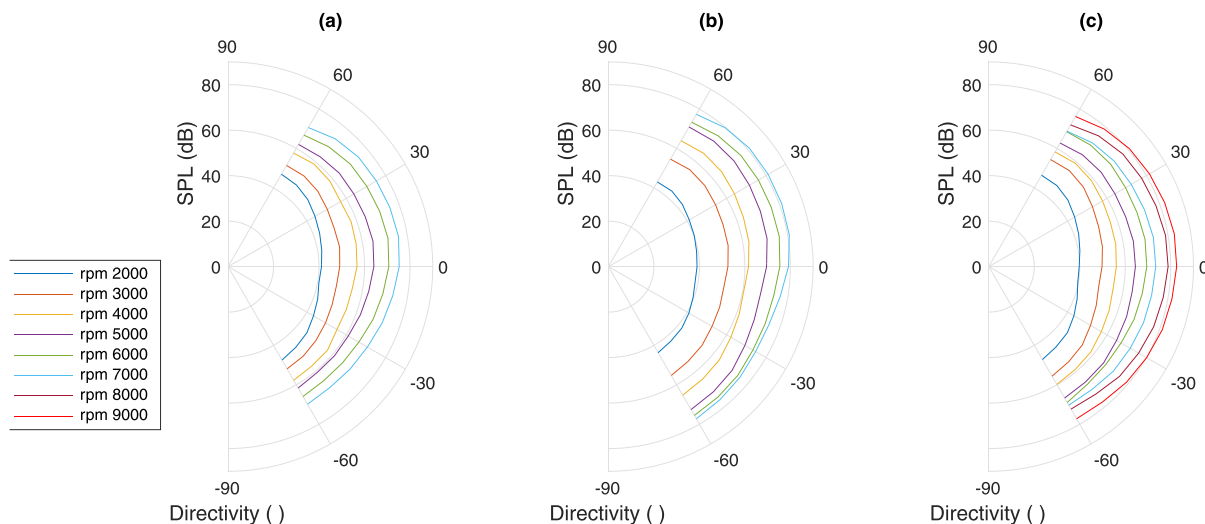 (a)
90
60
80
60
30
SPL (dB)
40
20
0
0
-30
-60
-90
Directivity ( )
rpm 2000
rpm 3000
rpm 4000
rpm 5000
rpm 6000
rpm 7000
rpm 8000
rpm 9000
(b)
90
60
80
60
30
SPL (dB)
40
20
0
0
-30
-60
-90
Directivity ( )
(c)
90
60
80
60
30
SPL (dB)
40
20
0
0
-30
-60
-90
Directivity ( )